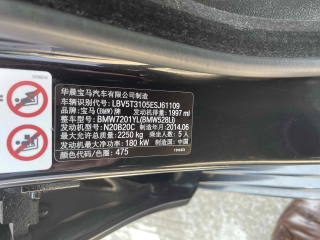 华晨宝马汽车有限公司制造
车辆识别代号: LBV5T3105ESJ61109
品牌: 宝马 (BMW) 发动机排量: 1997 ml
整车型号: BMW7201YL(BMW528Li)
发动机型号: N20B20C 制造年月: 2014.06
最大允许总质量: 2250 kg 乘坐人数: 5 人
发动机最大净功率: 180 kW 制造国: 中国
颜色代码/色号: 475